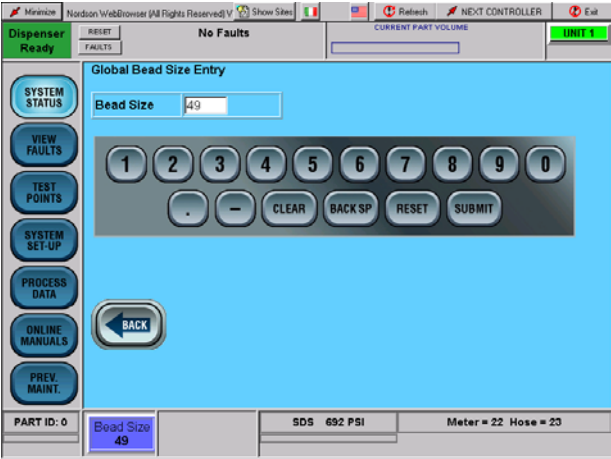 Minimize
Nordson WebBrowser (All Rights Reserved) V
Show Sites
Refresh
NEXT CONTROLLER
Exit
Dispenser
Ready
RESET
FAULTS
No Faults
CURRENT PART VOLUME
UNIT 1
Global Bead Size Entry
SYSTEM
STATUS
Bead Size
49
VIEW
FAULTS
1 2 3 4 5 6 7 8 9 0
TEST
POINTS
. – CLEAR BACK SP RESET SUBMIT
SYSTEM
SET-UP
PROCESS
DATA
BACK
ONLINE
MANUALS
PREV.
MAINT.
PART ID: 0
Bead Size
49
SDS 692 PSI
Meter = 22 Hose = 23